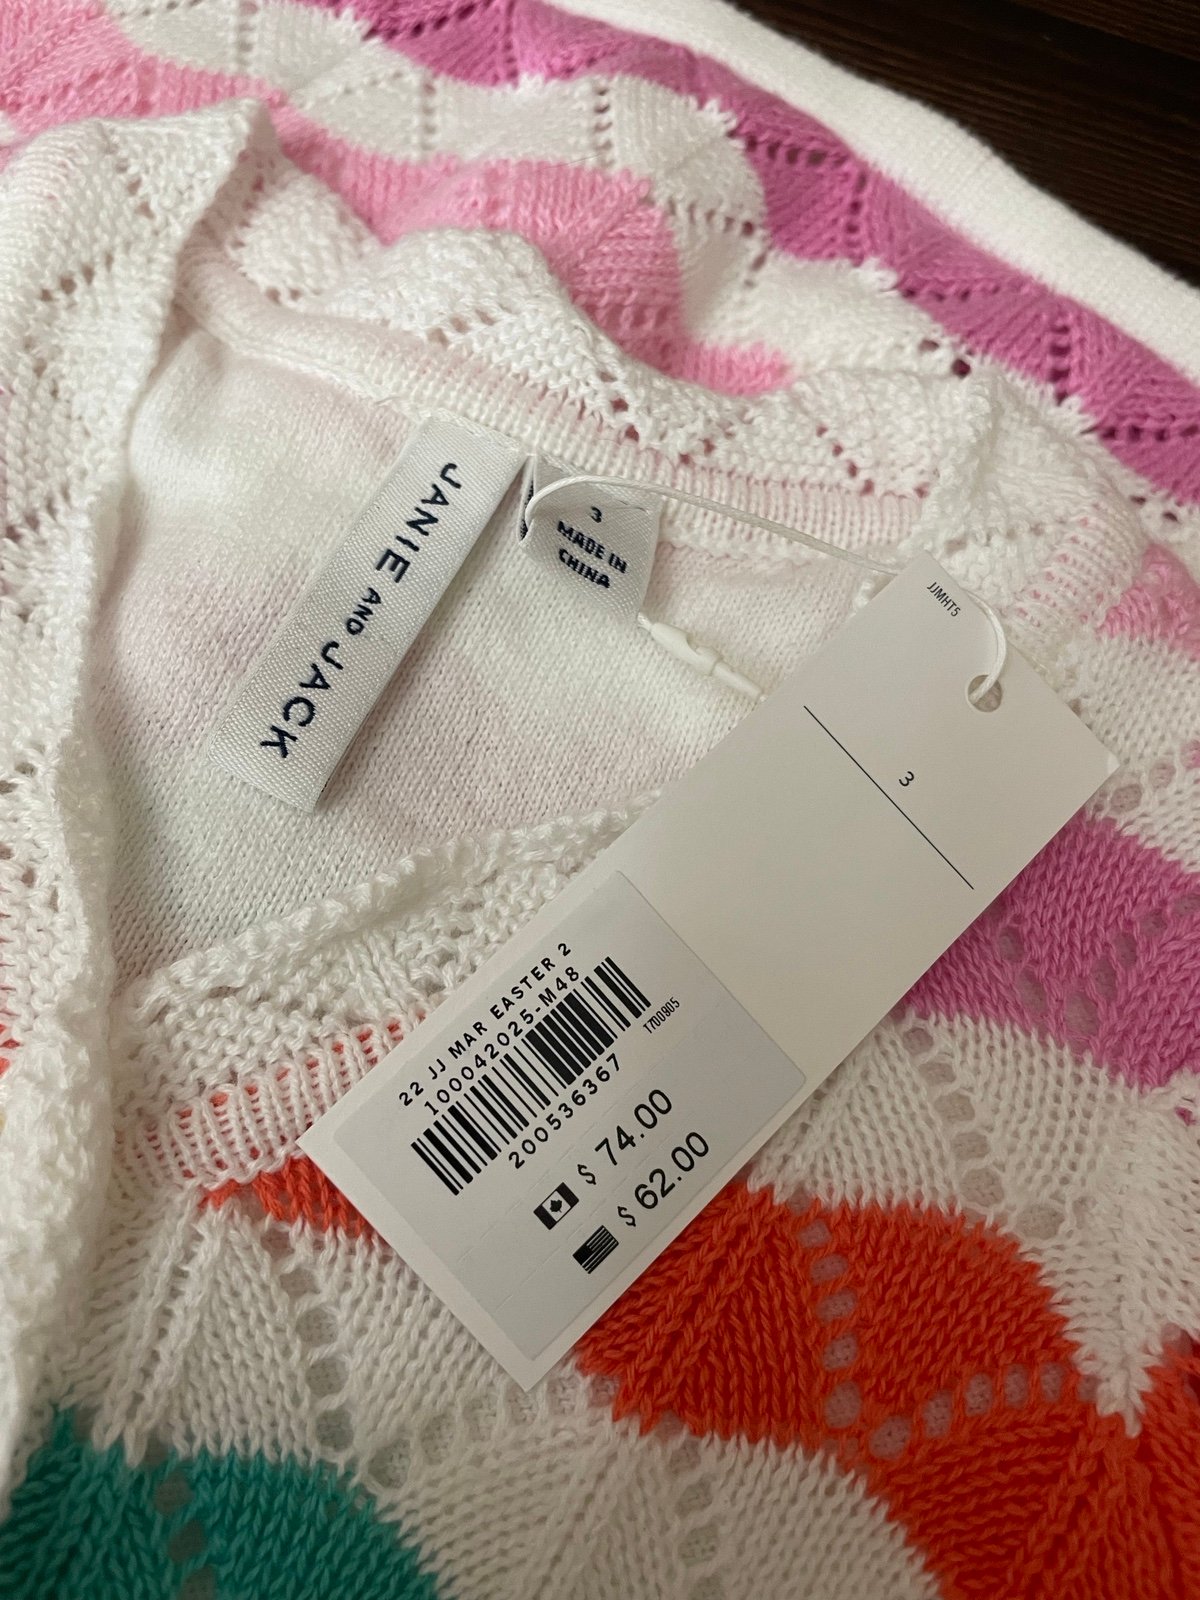 JANIE AND JACK
3
MADE IN
CHINA
JJMHT5
3
22 JJ MAR EASTER 2
100042025-M48
T700905
200536367
$ 74.00
$ 62.00